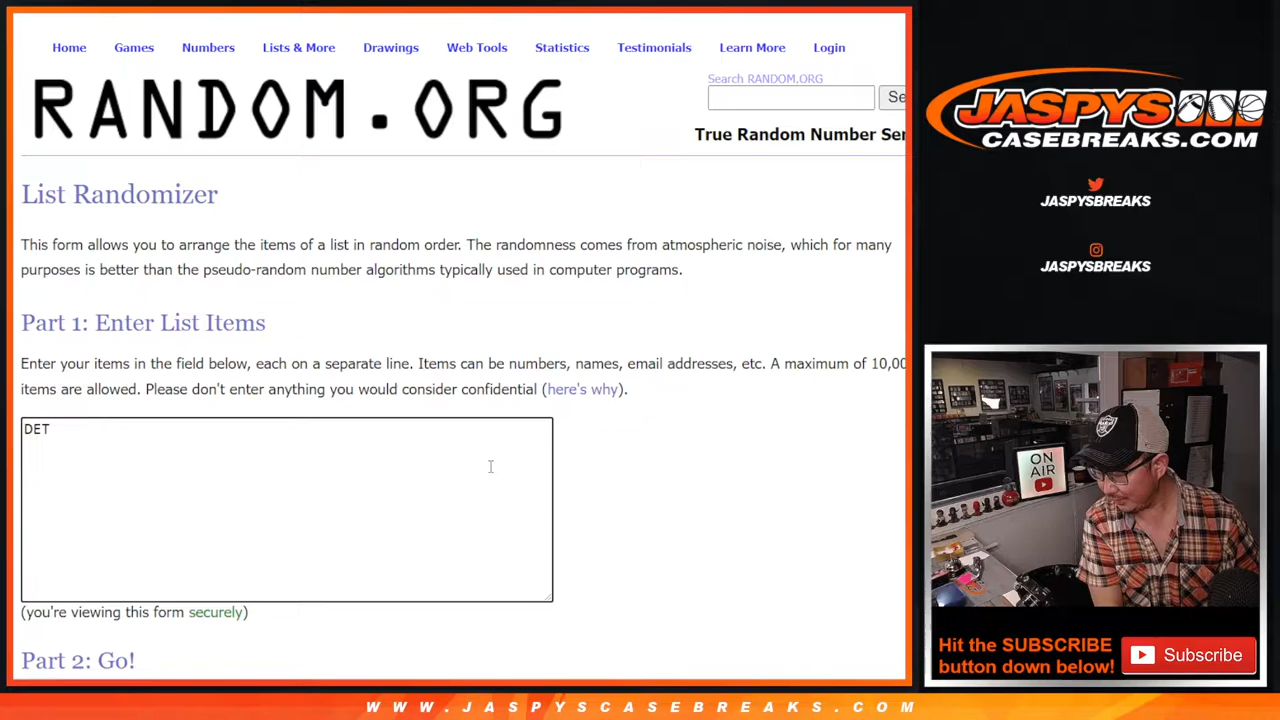 Home Games Numbers Lists & More Drawings Web Tools Statistics Testimonials Learn More Login
RANDOM.ORG
Search RANDOM.ORG
Se
True Random Number Ser
List Randomizer
This form allows you to arrange the items of a list in random order. The randomness comes from atmospheric noise, which for many
purposes is better than the pseudo-random number algorithms typically used in computer programs.
Part 1: Enter List Items
Enter your items in the field below, each on a separate line. Items can be numbers, names, email addresses, etc. A maximum of 10,00
items are allowed. Please don't enter anything you would consider confidential (here's why).
DET
(you're viewing this form securely)
Part 2: Go!
JASPYS
CASEBREAKS.COM
JASPYSBREAKS
JASPYSBREAKS
ON
AIR
Hit the SUBSCRIBE
button down below!
Subscribe
WWW.JASPYSCASEBREAKS.COM